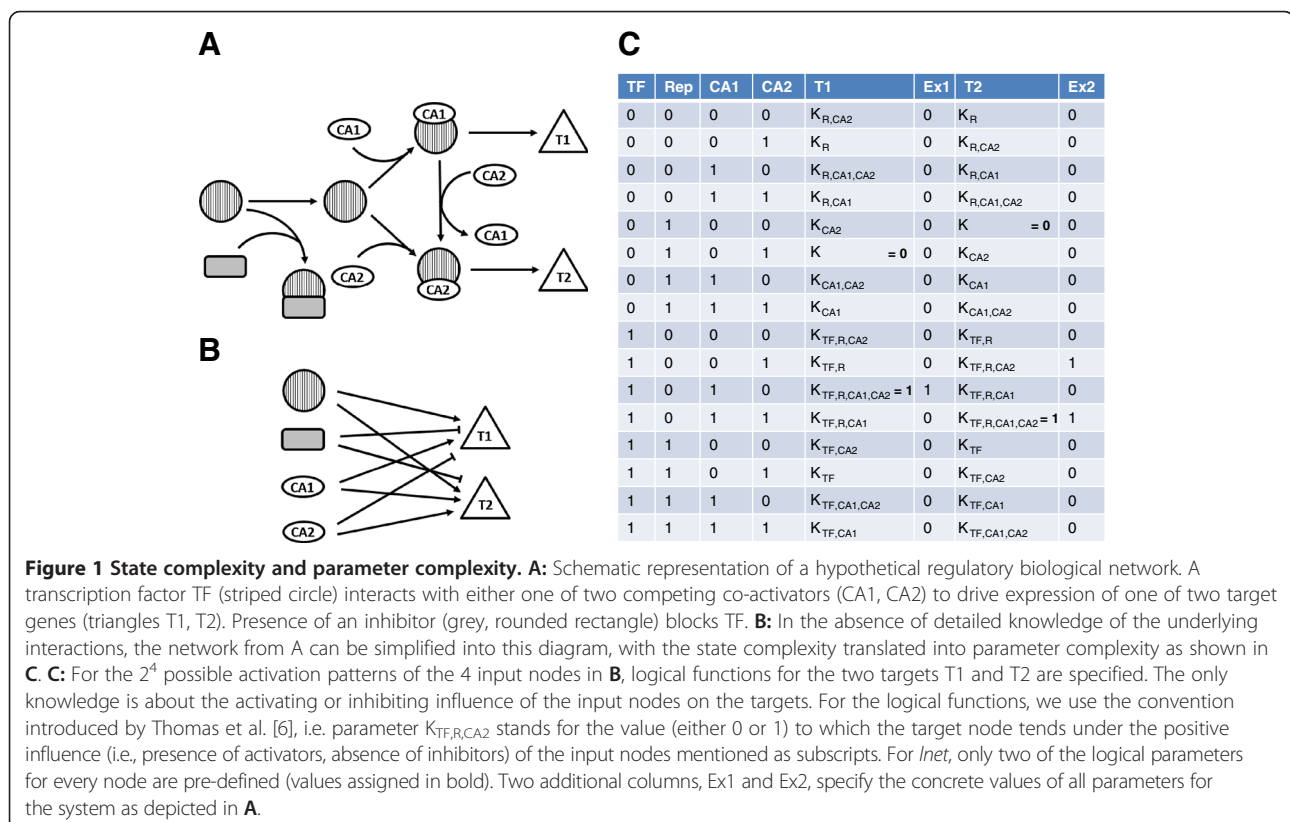 A
CA1
CA1
T1
CA2
CA1
CA2
CA2
T2
B
T1
CA1
T2
CA2
C
TF Rep CA1 CA2 T1 Ex1 T2 Ex2
0 0 0 0 K_R,CA2 0 K_R 0
0 0 0 1 K_R 0 K_R,CA2 0
0 0 1 0 K_R,CA1,CA2 0 K_R,CA1 0
0 0 1 1 K_R,CA1 0 K_R,CA1,CA2 0
0 1 0 0 K_CA2 0 K = 0 0
0 1 0 1 K = 0 0 K_CA2 0
0 1 1 0 K_CA1,CA2 0 K_CA1 0
0 1 1 1 K_CA1 0 K_CA1,CA2 0
1 0 0 0 K_TF,R,CA2 0 K_TF,R 0
1 0 0 1 K_TF,R 0 K_TF,R,CA2 1
1 0 1 0 K_TF,R,CA1,CA2 = 1 1 K_TF,R,CA1 0
1 0 1 1 K_TF,R,CA1 0 K_TF,R,CA1,CA2 = 1 1
1 1 0 0 K_TF,CA2 0 K_TF 0
1 1 0 1 K_TF 0 K_TF,CA2 0
1 1 1 0 K_TF,CA1,CA2 0 K_TF,CA1 0
1 1 1 1 K_TF,CA1 0 K_TF,CA1,CA2 0
Figure 1 State complexity and parameter complexity. A: Schematic representation of a hypothetical regulatory biological network. A
transcription factor TF (striped circle) interacts with either one of two competing co-activators (CA1, CA2) to drive expression of one of two target
genes (triangles T1, T2). Presence of an inhibitor (grey, rounded rectangle) blocks TF. B: In the absence of detailed knowledge of the underlying
interactions, the network from A can be simplified into this diagram, with the state complexity translated into parameter complexity as shown in
C. C: For the 2⁴ possible activation patterns of the 4 input nodes in B, logical functions for the two targets T1 and T2 are specified. The only
knowledge is about the activating or inhibiting influence of the input nodes on the targets. For the logical functions, we use the convention
introduced by Thomas et al. [6], i.e. parameter K_TF,R,CA2 stands for the value (either 0 or 1) to which the target node tends under the positive
influence (i.e., presence of activators, absence of inhibitors) of the input nodes mentioned as subscripts. For Inet, only two of the logical parameters
for every node are pre-defined (values assigned in bold). Two additional columns, Ex1 and Ex2, specify the concrete values of all parameters for
the system as depicted in A.